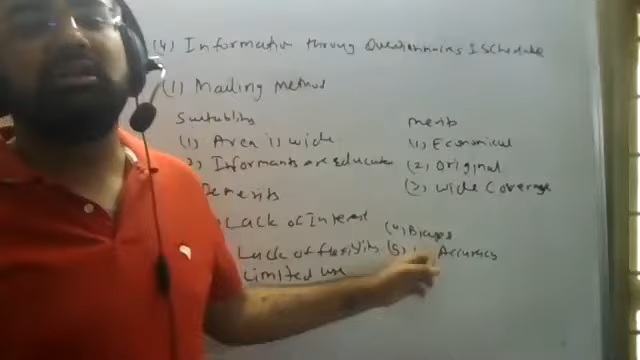 (4) Information through Questionnaires & Schedule
(1) Mailing method
Suitability
(1) Area is wide.
2) Informants are educated
Demerits
Lack of Interest
Lack of flexibility
Limited use
(4) Biased
(5) Accuracy
merits
(1) Economical
(2) Original
(3) Wide Coverage